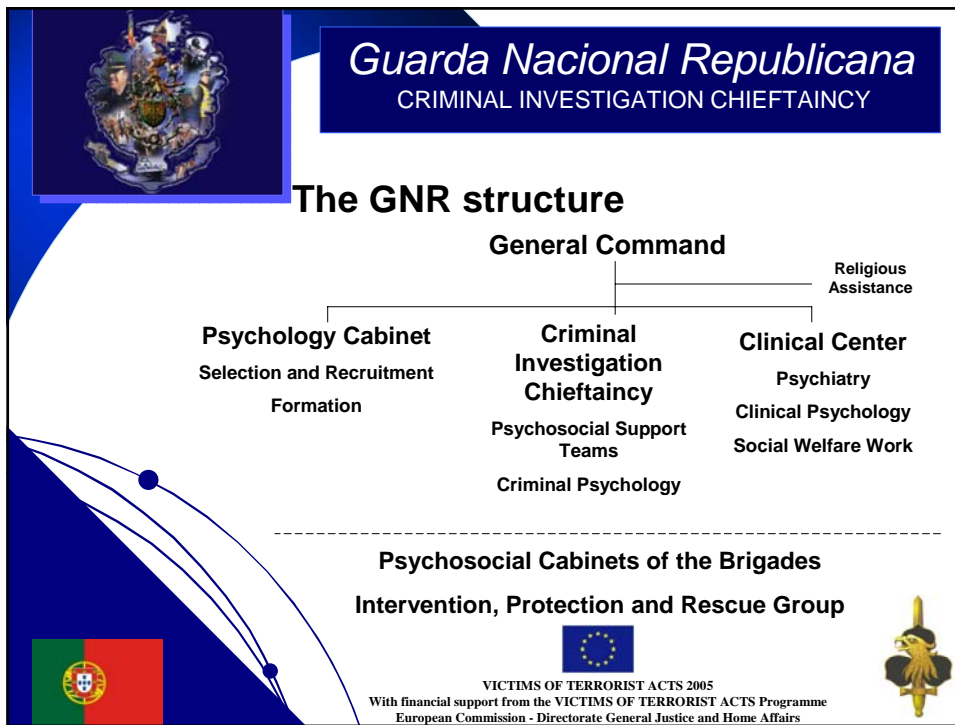 Guarda Nacional Republicana
CRIMINAL INVESTIGATION CHIEFTAINCY
The GNR structure
General Command
Religious
Assistance
Psychology Cabinet
Selection and Recruitment
Formation
Criminal
Investigation
Chieftaincy
Psychosocial Support
Teams
Criminal Psychology
Clinical Center
Psychiatry
Clinical Psychology
Social Welfare Work
Psychosocial Cabinets of the Brigades
Intervention, Protection and Rescue Group
VICTIMS OF TERRORIST ACTS 2005
With financial support from the VICTIMS OF TERRORIST ACTS Programme
European Commission - Directorate General Justice and Home Affairs